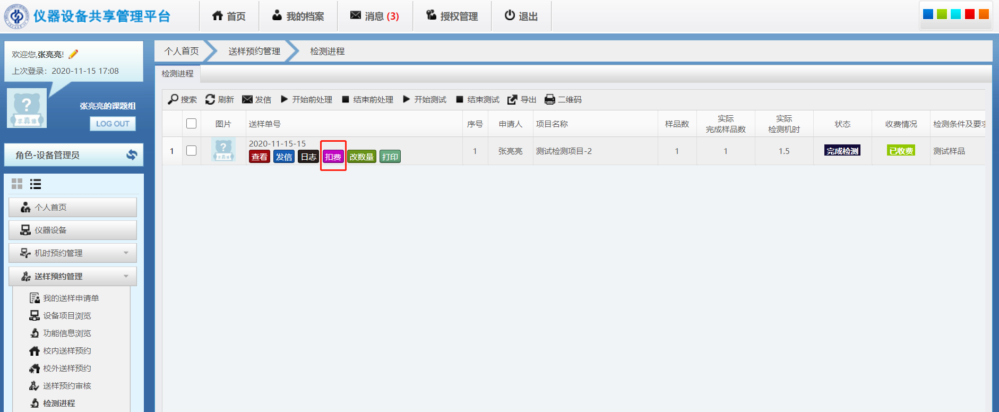 仪器设备共享管理平台
首页
我的档案
消息 (3)
授权管理
退出
欢迎您,张亮亮!
上次登录：2020-11-15 17:08
张亮亮的课题组
LOG OUT
角色-设备管理员
个人首页
仪器设备
机时预约管理
送样预约管理
我的送样申请单
设备项目浏览
功能信息浏览
校内送样预约
校外送样预约
送样预约审核
检测进程
个人首页
送样预约管理
检测进程
检测进程
搜索 刷新 发信 开始前处理 结束前处理 开始测试 结束测试 导出 二维码
图片 送样单号 序号 申请人 项目名称 样品数 实际 完成样品数 实际 检测机时 状态 收费情况 检测条件及要求
1 2020-11-15-15 1 张亮亮 测试检测项目-2 1 1 1.5 完成检测 已收费 测试样品
查看 发信 日志 扣费 改数量 打印